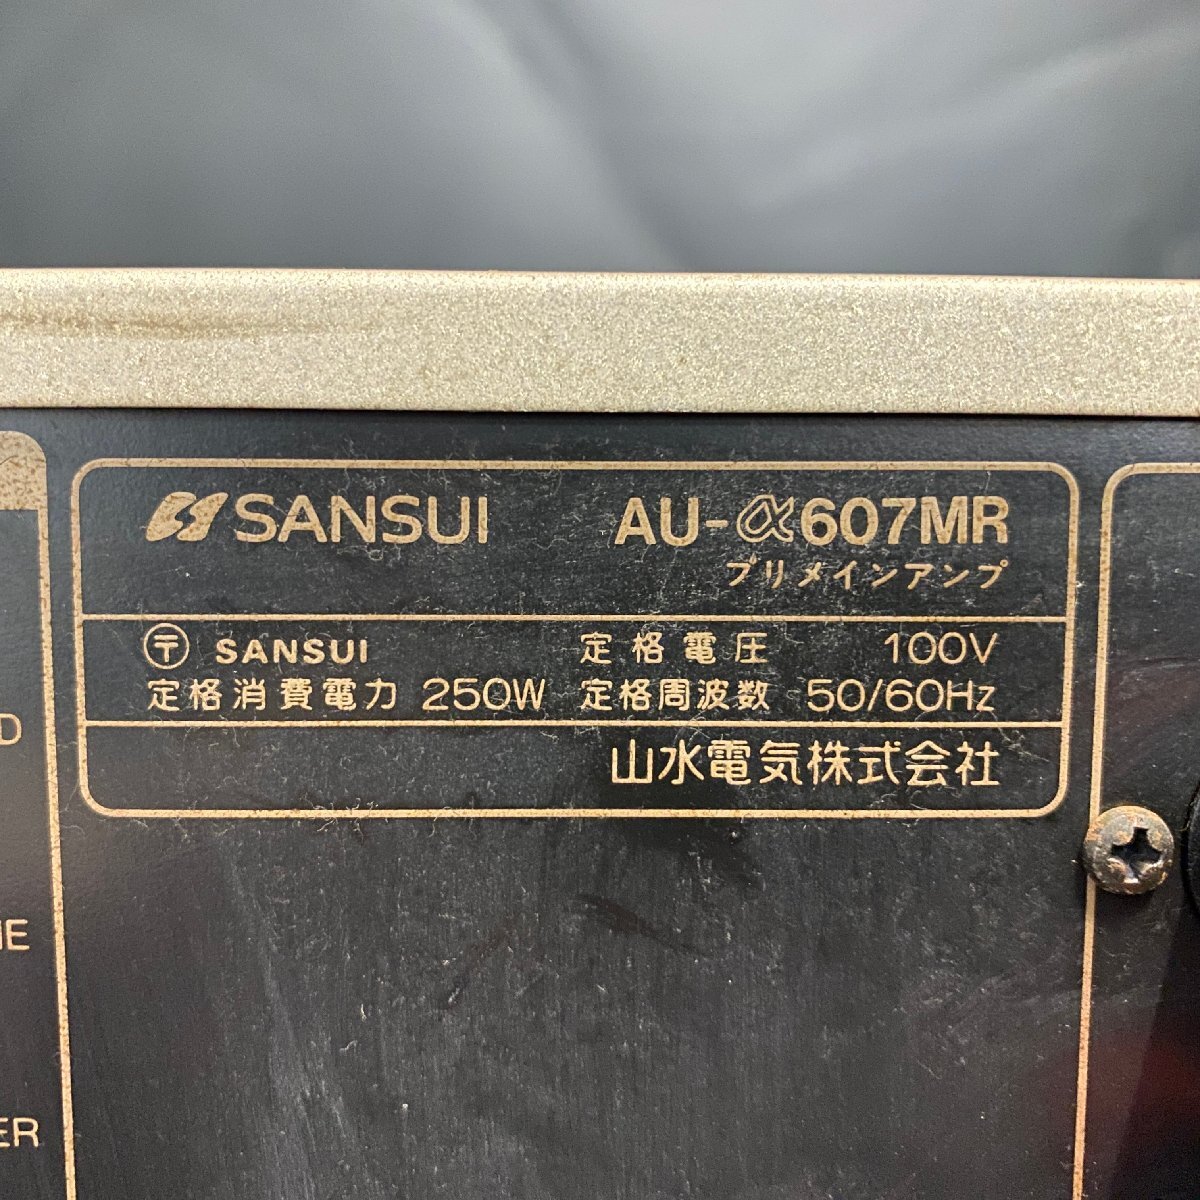 SANSUI AU-α607MR
プリメインアンプ
〒 SANSUI 定格電圧 100V
定格消費電力 250W 定格周波数 50/60Hz
山水電気株式会社
D
NE
ER